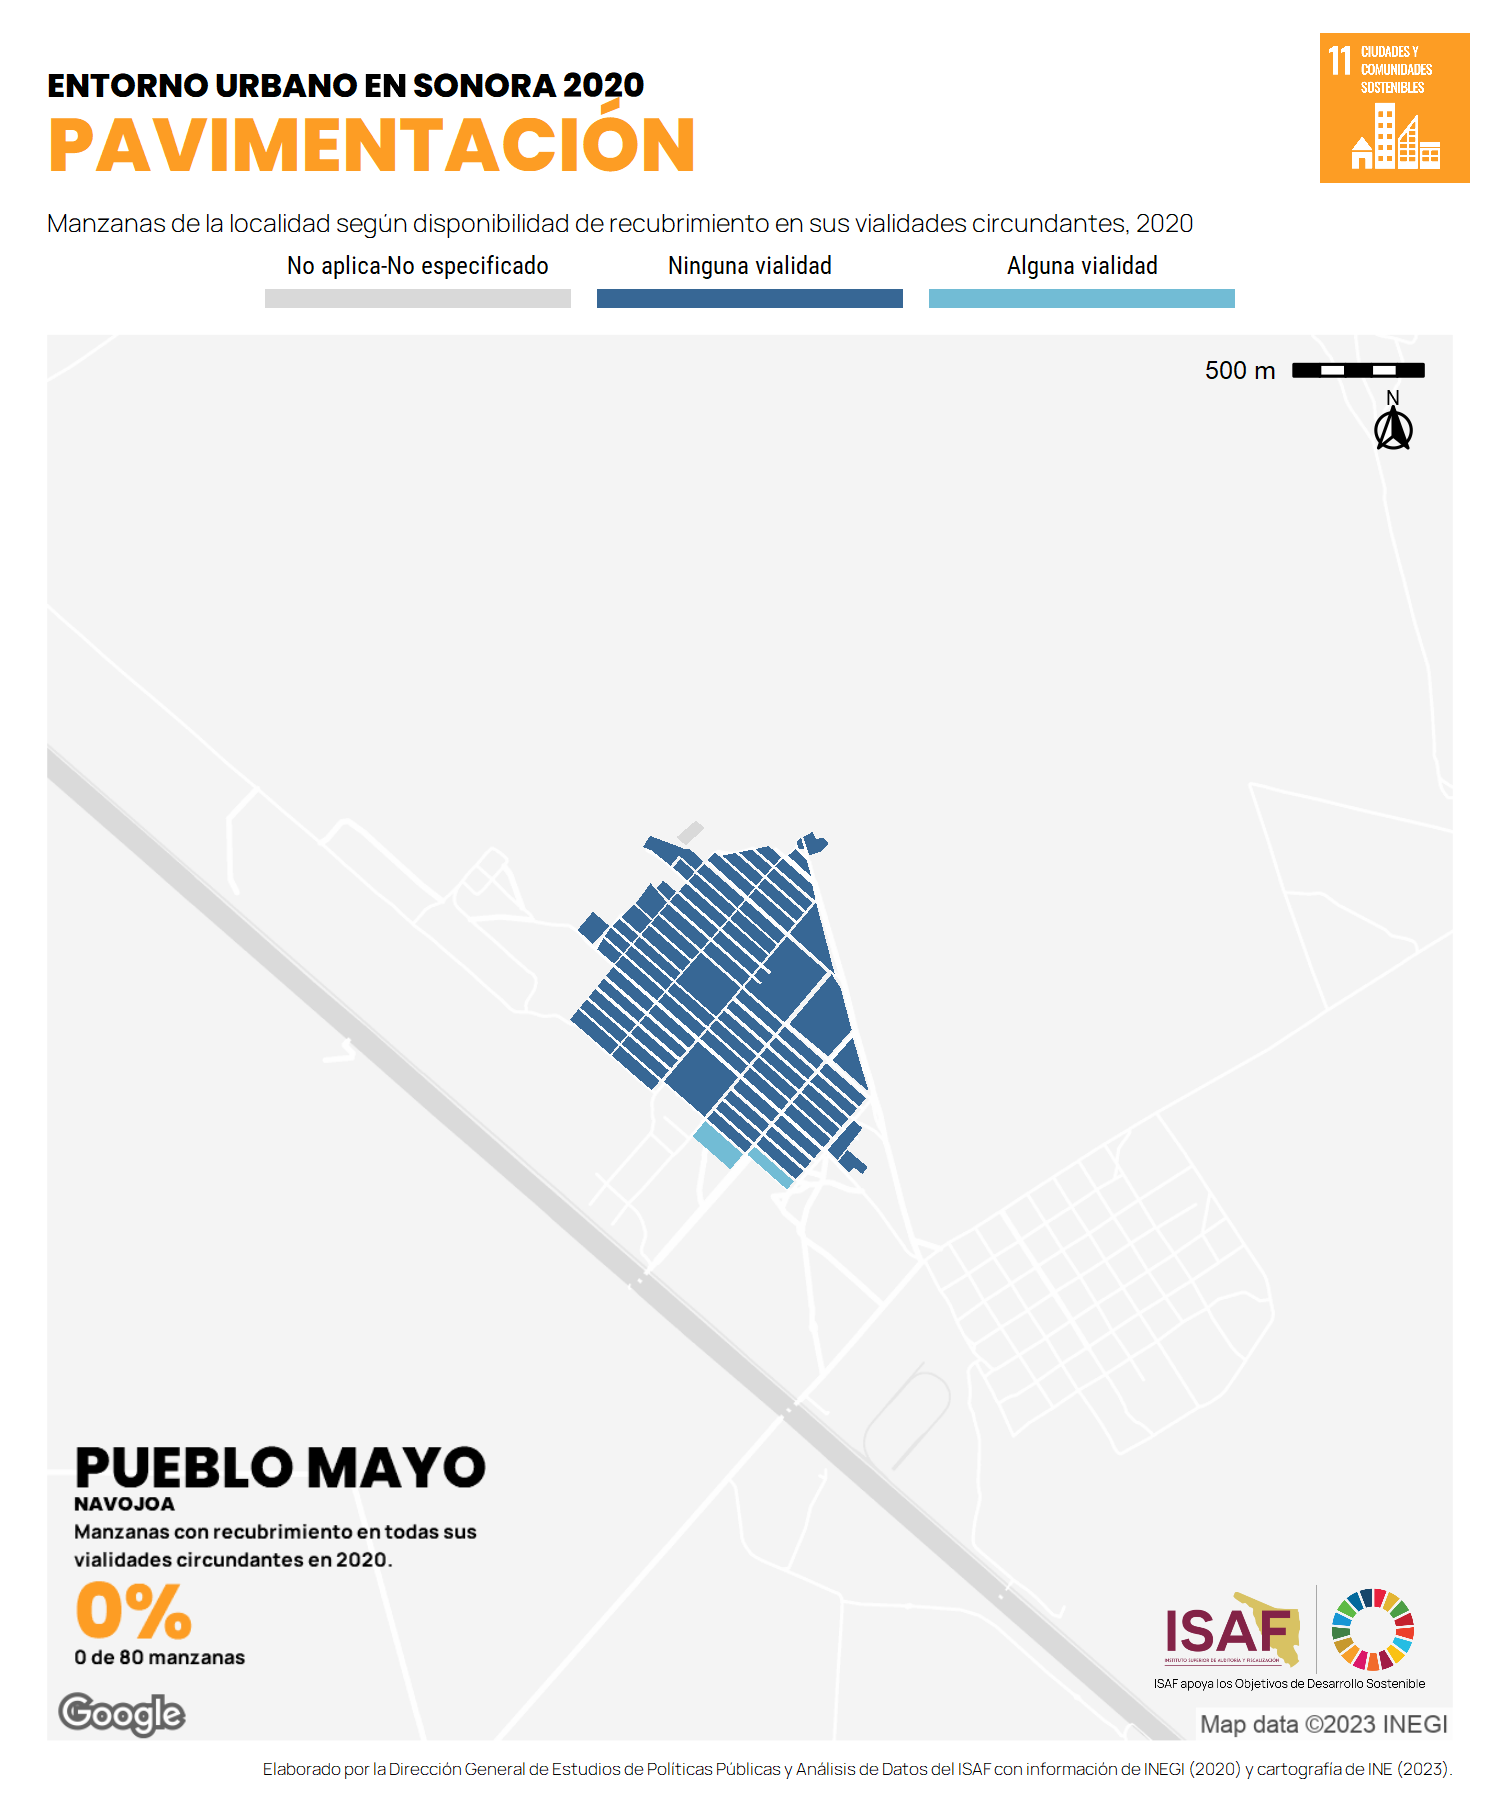 ENTORNO URBANO EN SONORA 2020
PAVIMENTACIÓN
11 CIUDADES Y
COMUNIDADES
SOSTENIBLES
Manzanas de la localidad según disponibilidad de recubrimiento en sus vialidades circundantes, 2020
No aplica-No especificado
Ninguna vialidad
Alguna vialidad
500 m
N
PUEBLO MAYO
NAVOJOA
Manzanas con recubrimiento en todas sus
vialidades circundantes en 2020.
0%
0 de 80 manzanas
ISAF
INSTITUTO SUPERIOR DE AUDITORÍA Y FISCALIZACIÓN
ISAF apoya los Objetivos de Desarrollo Sostenible
Google
Map data ©2023 INEGI
Elaborado por la Dirección General de Estudios de Políticas Públicas y Análisis de Datos del ISAF con información de INEGI (2020) y cartografía de INE (2023).